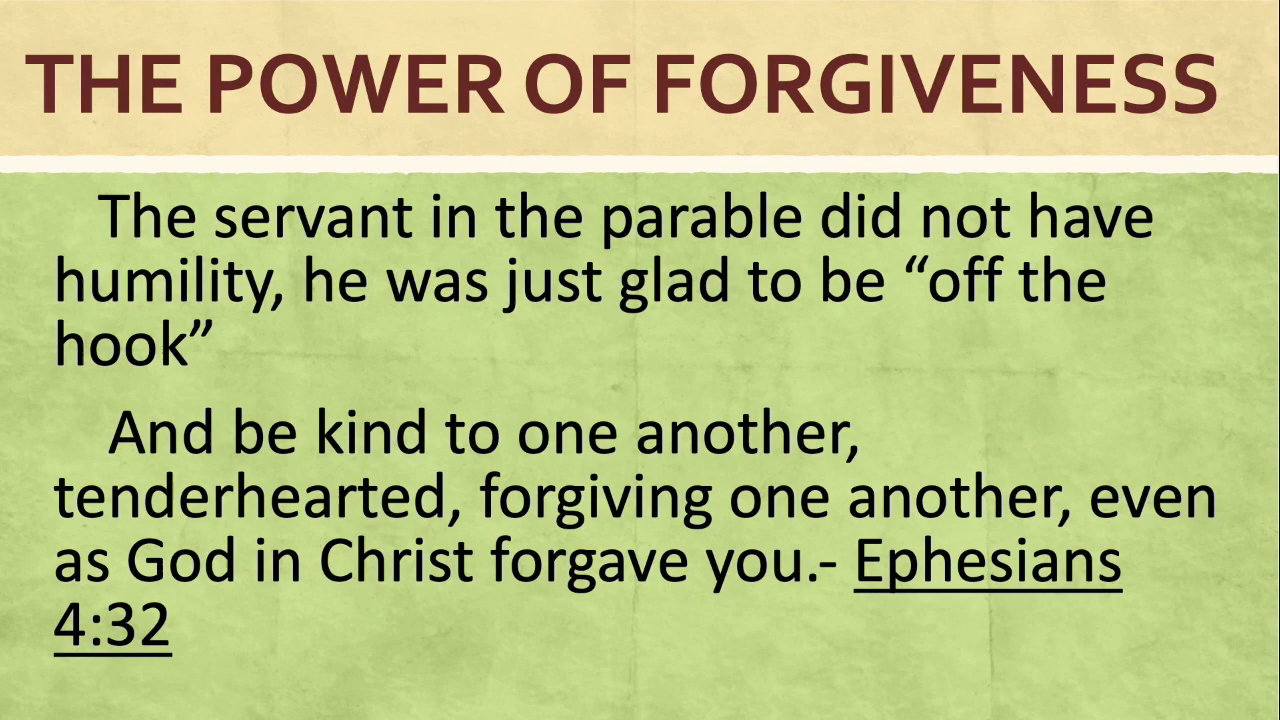 THE POWER OF FORGIVENESS
The servant in the parable did not have
humility, he was just glad to be “off the
hook”
And be kind to one another,
tenderhearted, forgiving one another, even
as God in Christ forgave you.- Ephesians
4:32